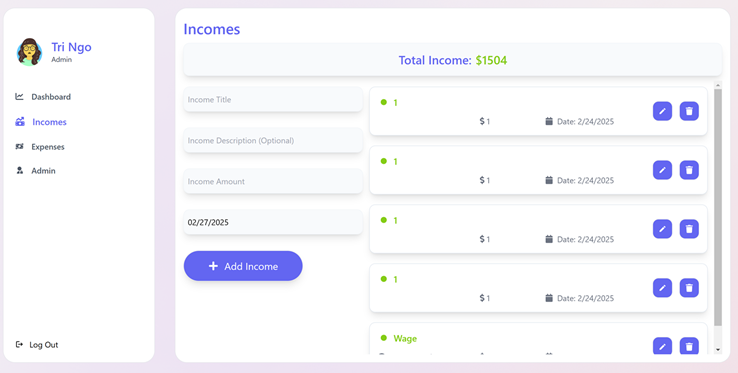 Tri Ngo
Admin
Dashboard
Incomes
Expenses
Admin
Log Out
Incomes
Total Income: $1504
Income Title
Income Description (Optional)
Income Amount
02/27/2025
+ Add Income
1
$ 1 Date: 2/24/2025
1
$ 1 Date: 2/24/2025
1
$ 1 Date: 2/24/2025
1
$ 1 Date: 2/24/2025
Wage